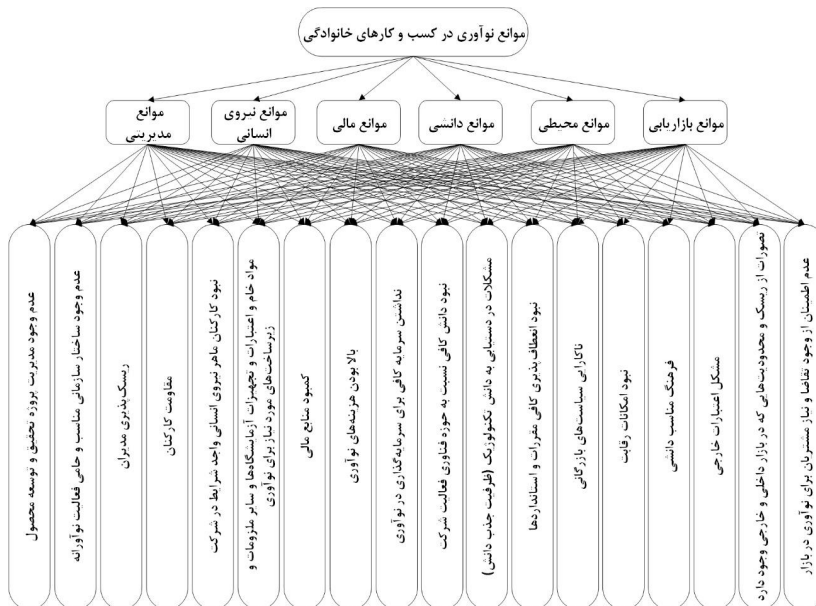 موانع نوآوری در کسب و کارهای خانوادگی
موانع بازاریابی
موانع محیطی
موانع دانشی
موانع مالی
موانع نیروی
انسانی
موانع
مدیریتی
عدم اطمینان از وجود تقاضا و نیاز مشتریان برای نوآوری در بازار
تصورات از ریسک و محدودیت‌هایی که در بازار داخلی و خارجی وجود دارد
مشکل اعتبارات خارجی
فرهنگ مناسب دانشی
نبود امکانات رقابت
ناکارایی سیاست‌های بازرگانی
نبود انعطاف پذیری کافی مقررات و استانداردها
مشکلات در دستیابی به دانش تکنولوژیک (ظرفیت جذب دانش)
نبود دانش کافی نسبت به حوزه فناوری فعالیت شرکت
نداشتن سرمایه کافی برای سرمایه‌گذاری در نوآوری
بالا بودن هزینه‌های نوآوری
کمبود منابع مالی
مواد خام و اعتبارات و تجهیزات آزمایشگاه‌ها و سایر ملزومات و
زیرساخت‌های مورد نیاز برای نوآوری
نبود کارکنان ماهر نیروی انسانی واجد شرایط در شرکت
مقاومت کارکنان
ریسک‌پذیری مدیران
عدم وجود ساختار سازمانی مناسب و حامی فعالیت نوآورانه
عدم وجود مدیریت پروژه تحقیق و توسعه محصول